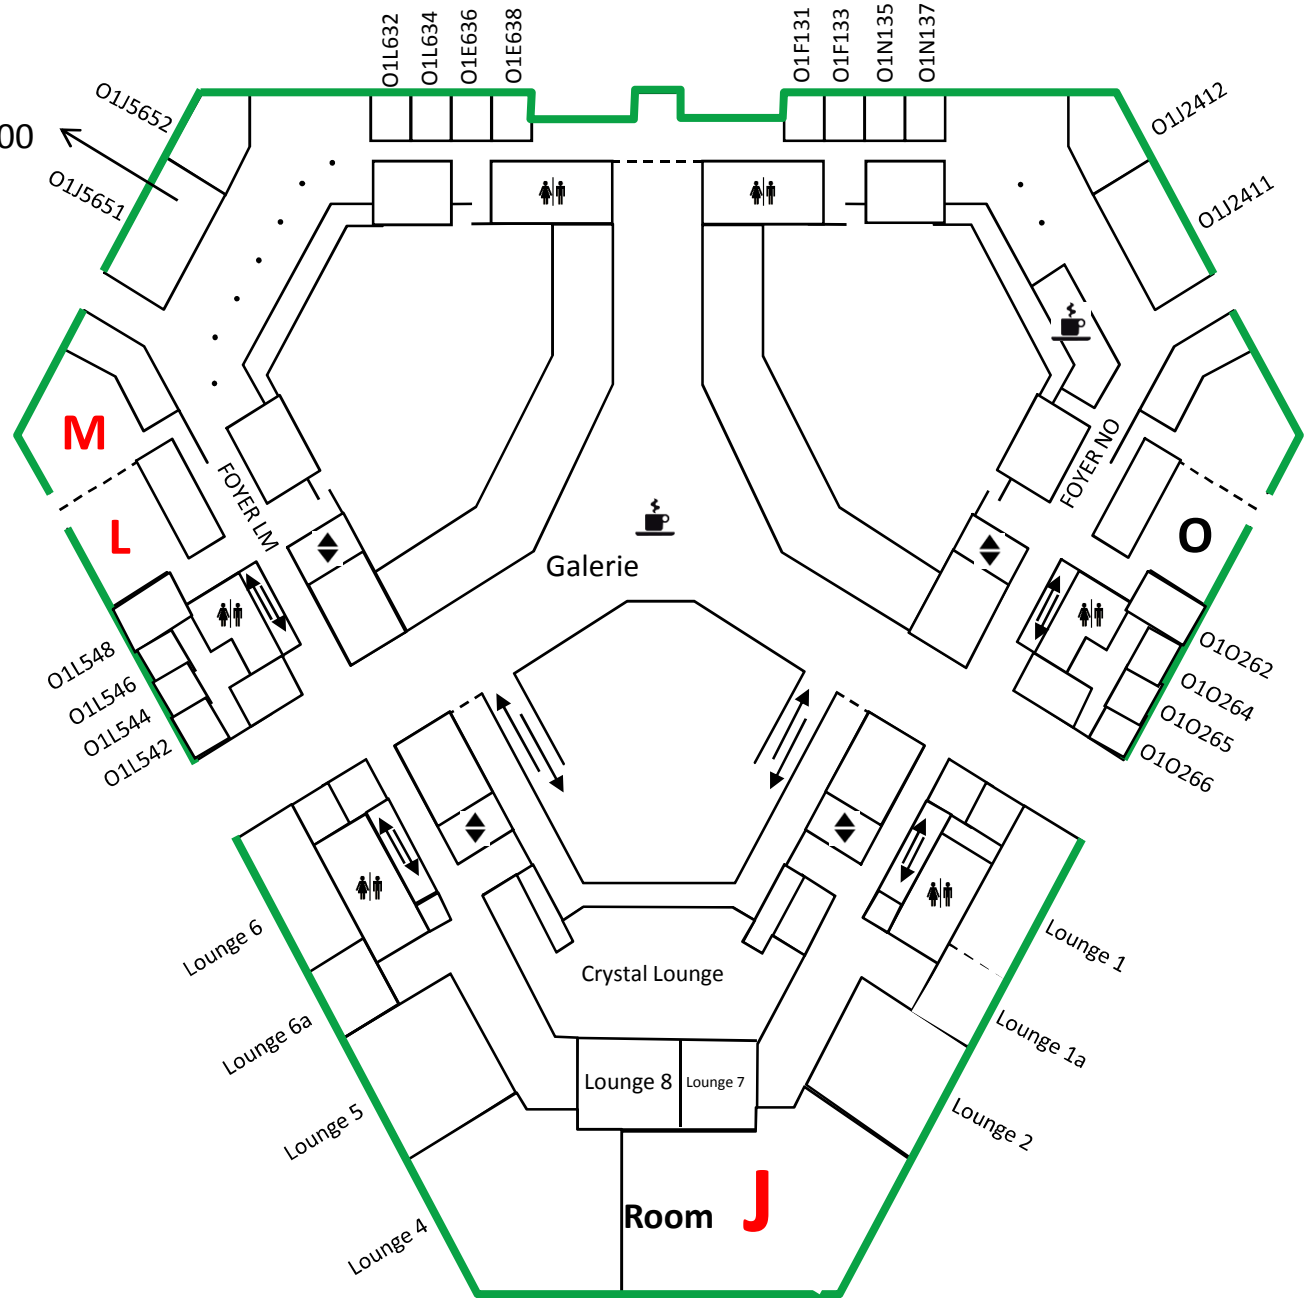 O1L632
O1L634
O1E636
O1E638
O1F131
O1F133
O1N135
O1N137
O1J5652
O1J2412
00
O1J5651
O1J2411
M
FOYER LM
FOYER NO
L
O
Galerie
O1L548
O1L546
O1L544
O1L542
O1O262
O1O264
O1O265
O1O266
Lounge 6
Lounge 1
Crystal Lounge
Lounge 6a
Lounge 1a
Lounge 8
Lounge 7
Lounge 5
Lounge 2
Room J
Lounge 4